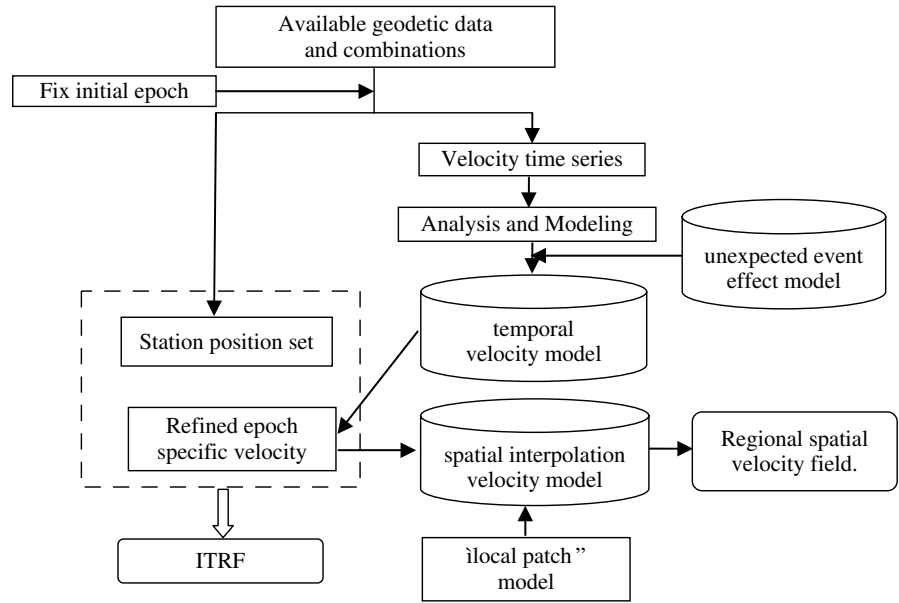 Available geodetic data
and combinations
Fix initial epoch
Velocity time series
Analysis and Modeling
unexpected event
effect model
temporal
velocity model
Station position set
Refined epoch
specific velocity
spatial interpolation
velocity model
Regional spatial
velocity field.
ITRF
ìlocal patch ”
model